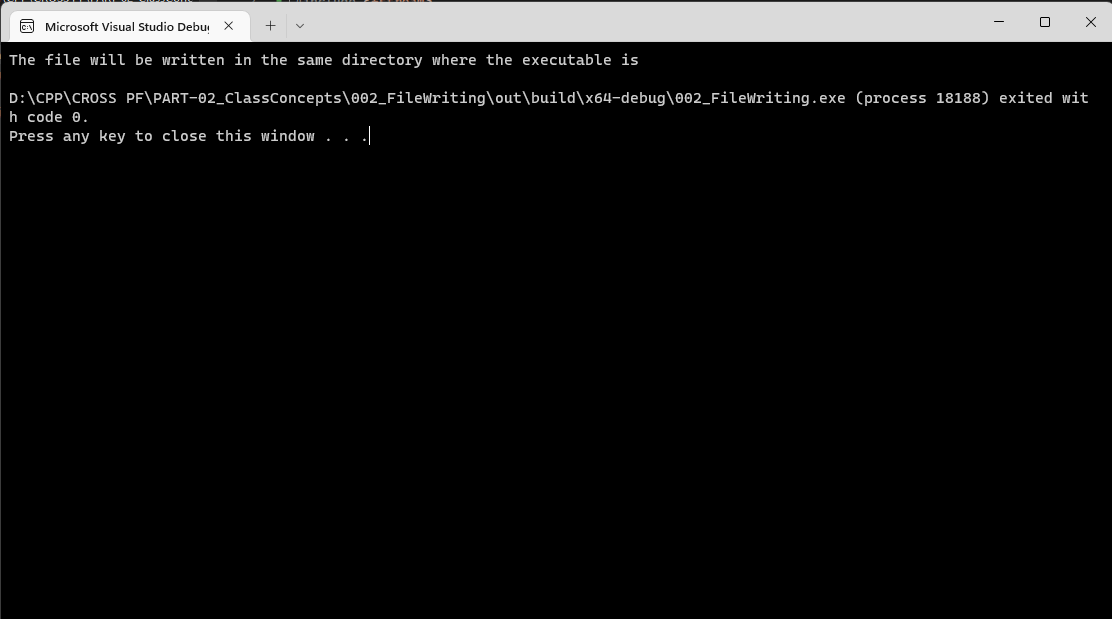 Microsoft Visual Studio Debug
The file will be written in the same directory where the executable is
D:\CPP\CROSS PF\PART-02_ClassConcepts\002_FileWriting\out\build\x64-debug\002_FileWriting.exe (process 18188) exited wit
h code 0.
Press any key to close this window . . .